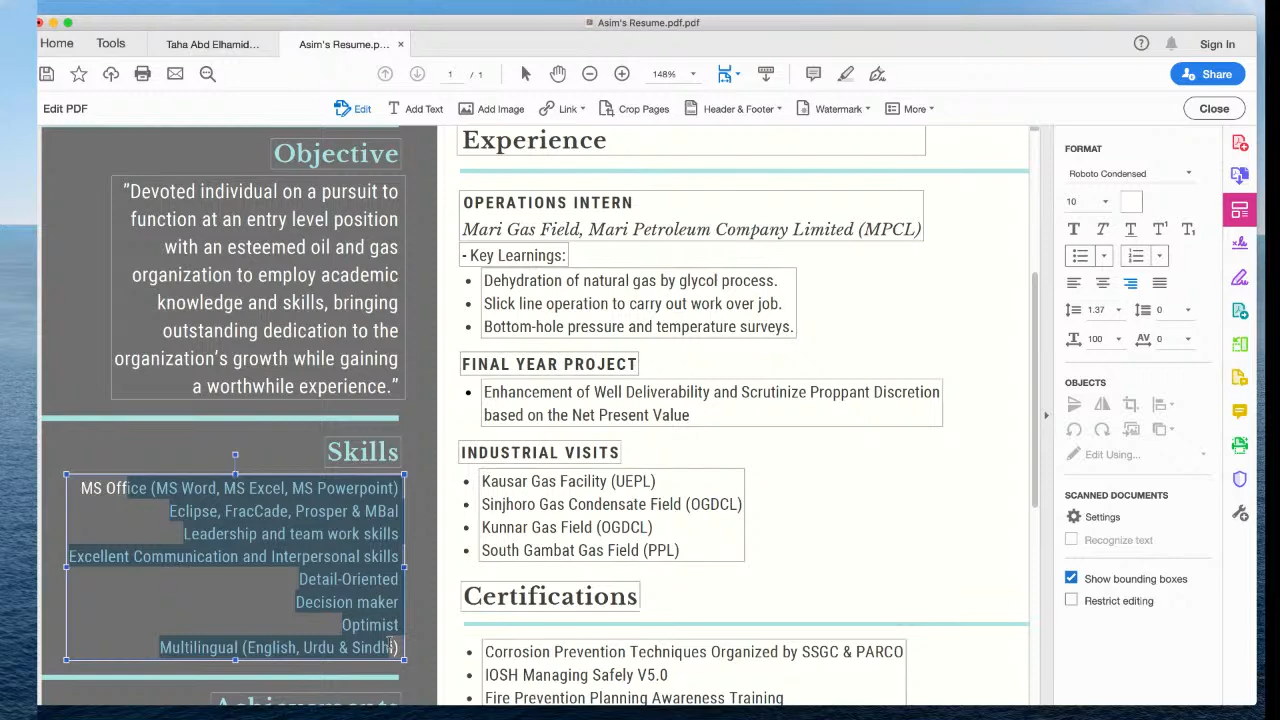 Asim's Resume.pdf.pdf
Home Tools Taha Abd Elhamid... Asim's Resume.p... ×
Sign In
1 / 1 148% Share
Edit PDF Edit Add Text Add Image Link Crop Pages Header & Footer Watermark More Close
Objective
"Devoted individual on a pursuit to
function at an entry level position
with an esteemed oil and gas
organization to employ academic
knowledge and skills, bringing
outstanding dedication to the
organization's growth while gaining
a worthwhile experience."
Skills
MS Office (MS Word, MS Excel, MS Powerpoint)
Eclipse, FracCade, Prosper & MBal
Leadership and team work skills
Excellent Communication and Interpersonal skills
Detail-Oriented
Decision maker
Optimist
Multilingual (English, Urdu & Sindhi)
Experience
OPERATIONS INTERN
Mari Gas Field, Mari Petroleum Company Limited (MPCL)
- Key Learnings:
• Dehydration of natural gas by glycol process.
• Slick line operation to carry out work over job.
• Bottom-hole pressure and temperature surveys.
FINAL YEAR PROJECT
• Enhancement of Well Deliverability and Scrutinize Proppant Discretion
based on the Net Present Value
INDUSTRIAL VISITS
• Kausar Gas Facility (UEPL)
• Sinjhoro Gas Condensate Field (OGDCL)
• Kunnar Gas Field (OGDCL)
• South Gambat Gas Field (PPL)
Certifications
• Corrosion Prevention Techniques Organized by SSGC & PARCO
• IOSH Managing Safely V5.0
• Fire Prevention Planning Awareness Training
FORMAT
Roboto Condensed
10
T T T T¹ T₁
1.37 0
100 AV 0
OBJECTS
Edit Using...
SCANNED DOCUMENTS
Settings
Recognize text
Show bounding boxes
Restrict editing